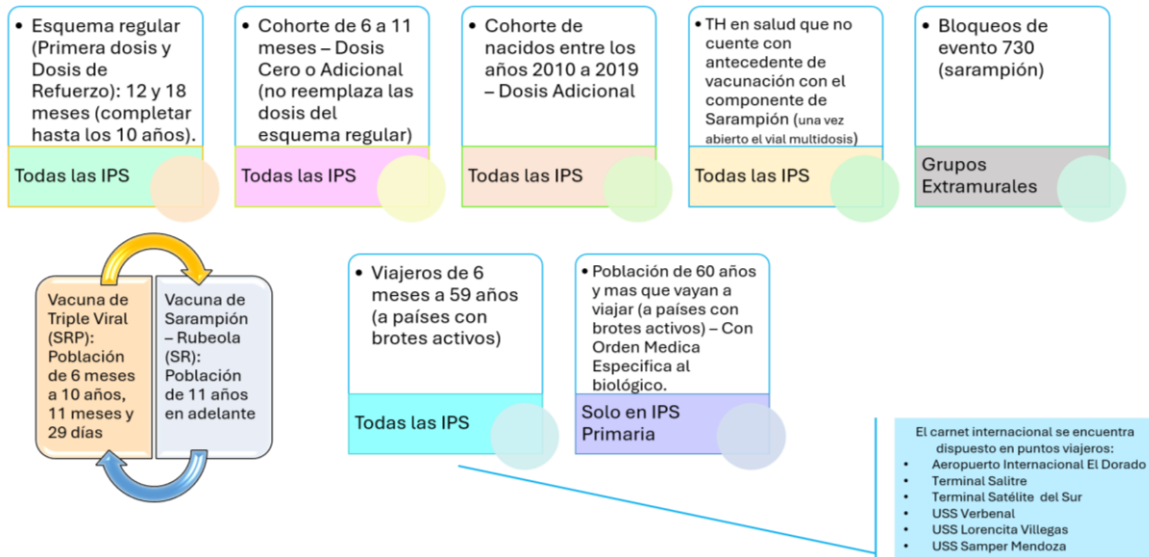 • Esquema regular
(Primera dosis y
Dosis de
Refuerzo): 12 y 18
meses (completar
hasta los 10 años).
Todas las IPS
• Cohorte de 6 a 11
meses – Dosis
Cero o Adicional
(no reemplaza las
dosis del
esquema regular)
Todas las IPS
• Cohorte de
nacidos entre los
años 2010 a 2019
– Dosis Adicional
Todas las IPS
• TH en salud que no
cuente con
antecedente de
vacunación con el
componente de
Sarampión (una vez
abierto el vial multidosis)
Todas las IPS
• Bloqueos de
evento 730
(sarampión)
Grupos
Extramurales
Vacuna de
Triple Viral
(SRP):
Población
de 6 meses
a 10 años,
11 meses y
29 días
Vacuna de
Sarampión
– Rubeola
(SR):
Población
de 11 años
en adelante
• Viajeros de 6
meses a 59 años
(a países con
brotes activos)
Todas las IPS
• Población de 60 años
y mas que vayan a
viajar (a países con
brotes activos) – Con
Orden Medica
Especifica al
biológico.
Solo en IPS
Primaria
El carnet internacional se encuentra
dispuesto en puntos viajeros:
• Aeropuerto Internacional El Dorado
• Terminal Salitre
• Terminal Satélite del Sur
• USS Verbenal
• USS Lorencita Villegas
• USS Samper Mendoza